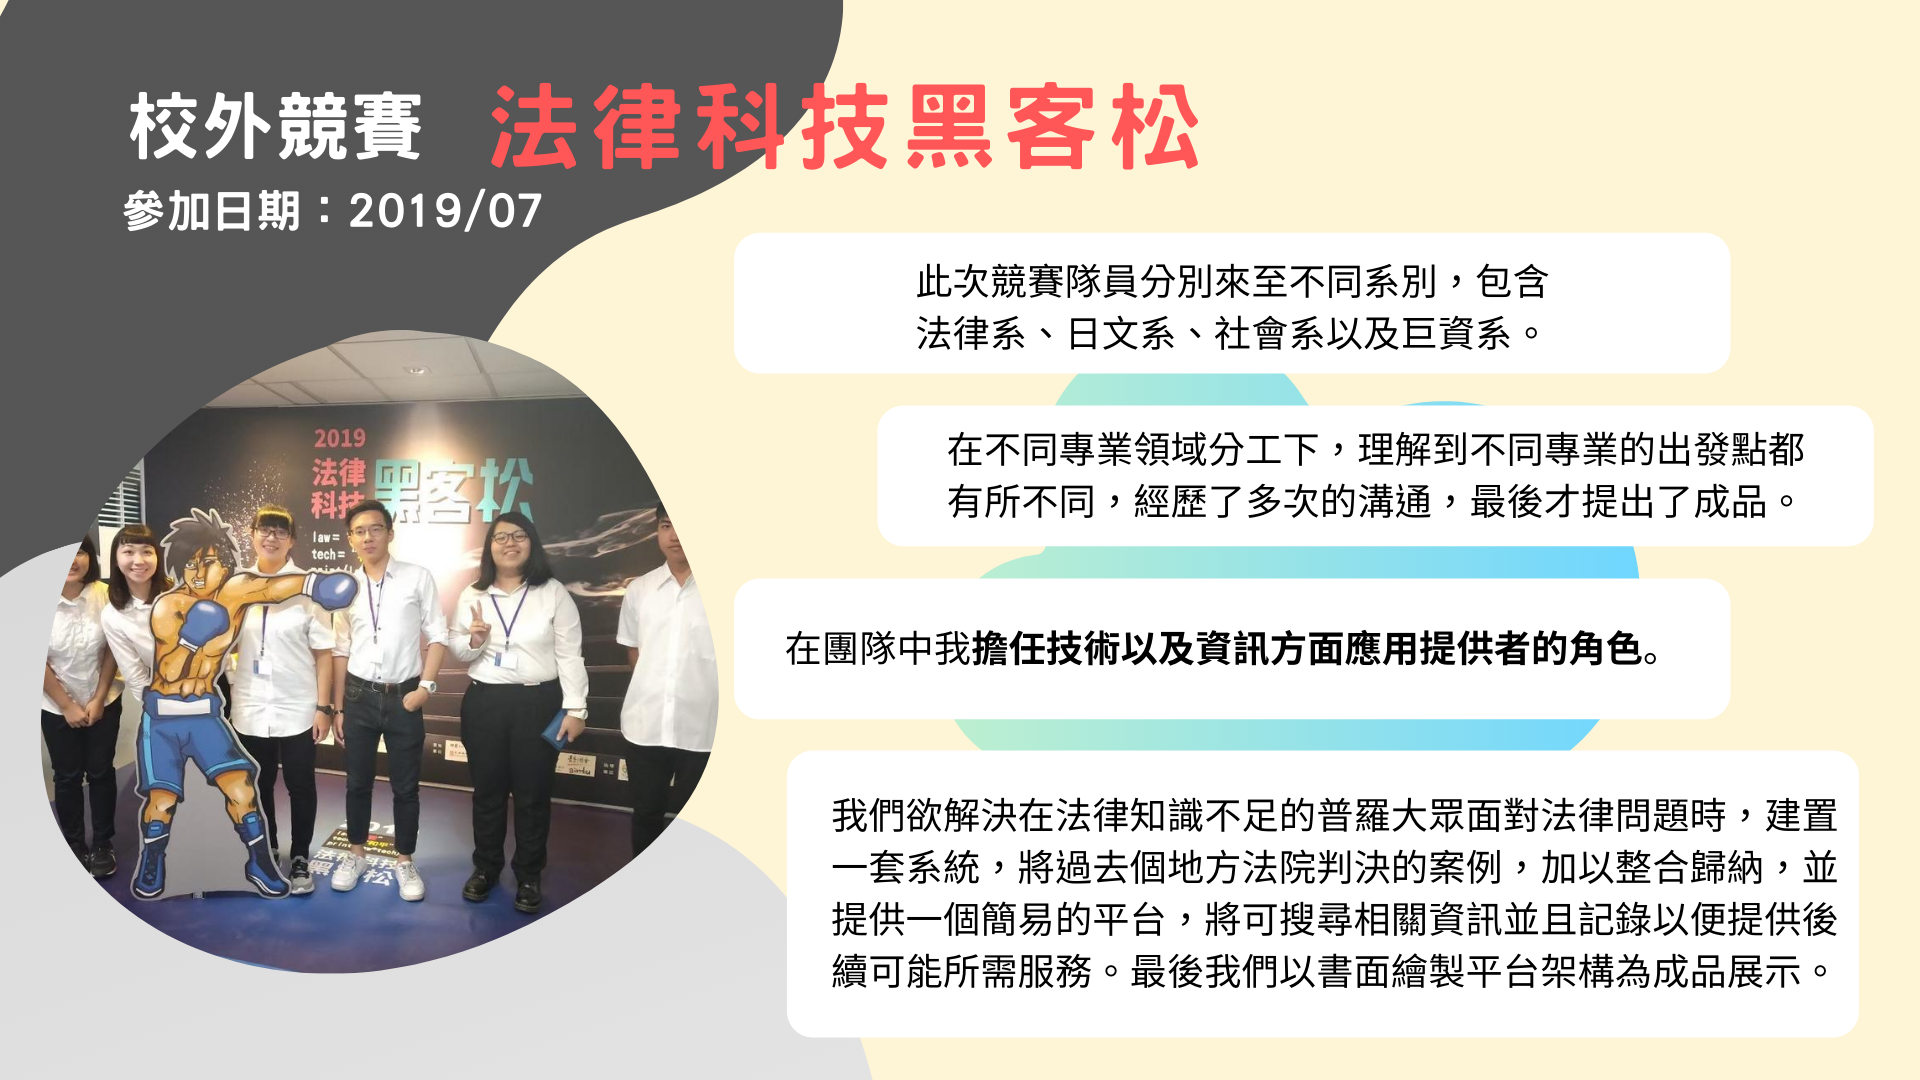 校外競賽 法律科技黑客松
參加日期：2019/07
此次競賽隊員分別來至不同系別，包含
法律系、日文系、社會系以及巨資系。
在不同專業領域分工下，理解到不同專業的出發點都
有所不同，經歷了多次的溝通，最後才提出了成品。
在團隊中我擔任技術以及資訊方面應用提供者的角色。
我們欲解決在法律知識不足的普羅大眾面對法律問題時，建置
一套系統，將過去個地方法院判決的案例，加以整合歸納，並
提供一個簡易的平台，將可搜尋相關資訊並且記錄以便提供後
續可能所需服務。最後我們以書面繪製平台架構為成品展示。
2019
法律
科技
黑客松
law=
tech=
法律科技
黑客松